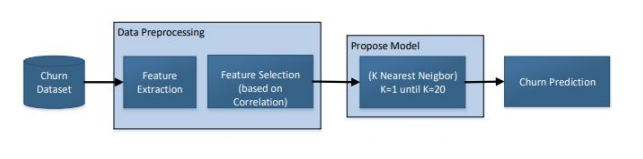 Data Preprocessing
Propose Model
Churn
Dataset
Feature
Extraction
Feature Selection
(based on
Correlation)
(K Nearest Neigbor)
K=1 until K=20
Churn Prediction